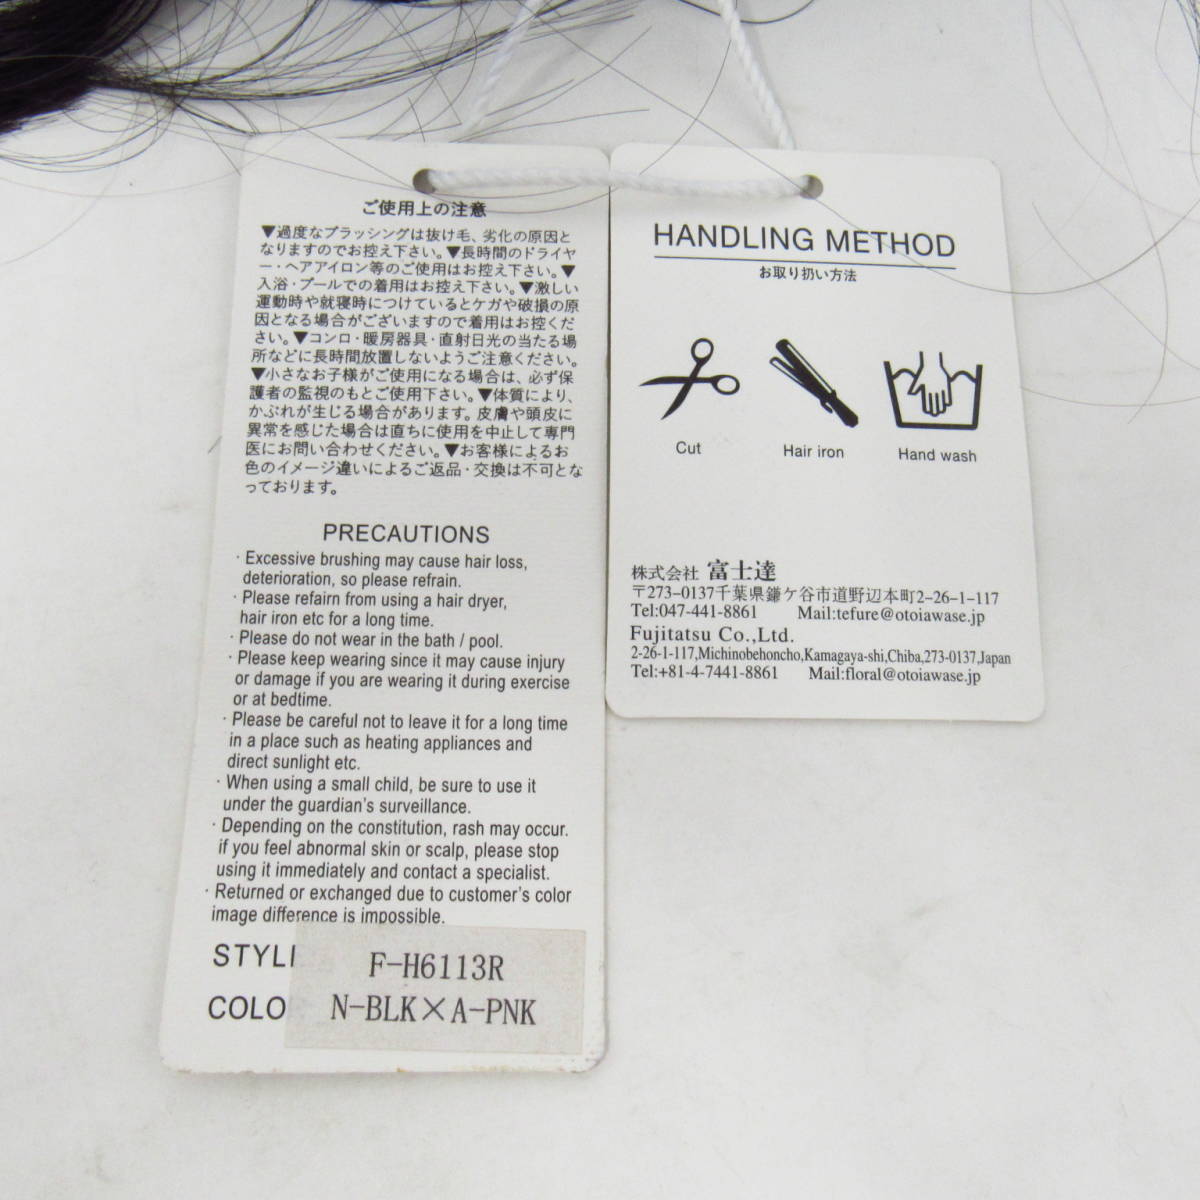 ご使用上の注意
▼過度なブラッシングは抜け毛、劣化の原因と
なりますのでお控え下さい。▼長時間のドライヤ
ー・ヘアアイロン等のご使用はお控え下さい。▼
入浴・プールでの着用はお控え下さい。▼激しい
運動時や就寝時につけているとケガや破損の原
因となる場合がございますので着用はお控くだ
さい。▼コンロ・暖房器具・直射日光の当たる場
所などに長時間放置しないようご注意ください。
▼小さなお子様がご使用になる場合は、必ず保
護者の監視のもとご使用下さい。▼体質により、
かぶれが生じる場合があります。皮膚や頭皮に
異常を感じた場合は直ちに使用を中止して専門
医にお問い合わせください。▼お客様によるお
色のイメージ違いによるご返品・交換は不可とな
っております。
PRECAUTIONS
· Excessive brushing may cause hair loss,
deterioration, so please refrain.
· Please refairn from using a hair dryer,
hair iron etc for a long time.
· Please do not wear in the bath / pool.
· Please keep wearing since it may cause injury
or damage if you are wearing it during exercise
or at bedtime.
· Please be careful not to leave it for a long time
in a place such as heating appliances and
direct sunlight etc.
· When using a small child, be sure to use it
under the guardian's surveillance.
· Depending on the constitution, rash may occur.
if you feel abnormal skin or scalp, please stop
using it immediately and contact a specialist.
· Returned or exchanged due to customer's color
image difference is impossible.
STYL F-H6113R
COLO N-BLK×A-PNK
HANDLING METHOD
お取り扱い方法
Cut Hair iron Hand wash
株式会社 富士達
〒273-0137千葉県鎌ケ谷市道野辺本町2-26-1-117
Tel:047-441-8861 Mail:tefure@otoiawase.jp
Fujitatsu Co.,Ltd.
2-26-1-117,Michinobehoncho,Kamagaya-shi,Chiba,273-0137,Japan
Tel:+81-4-7441-8861 Mail:floral@otoiawase.jp